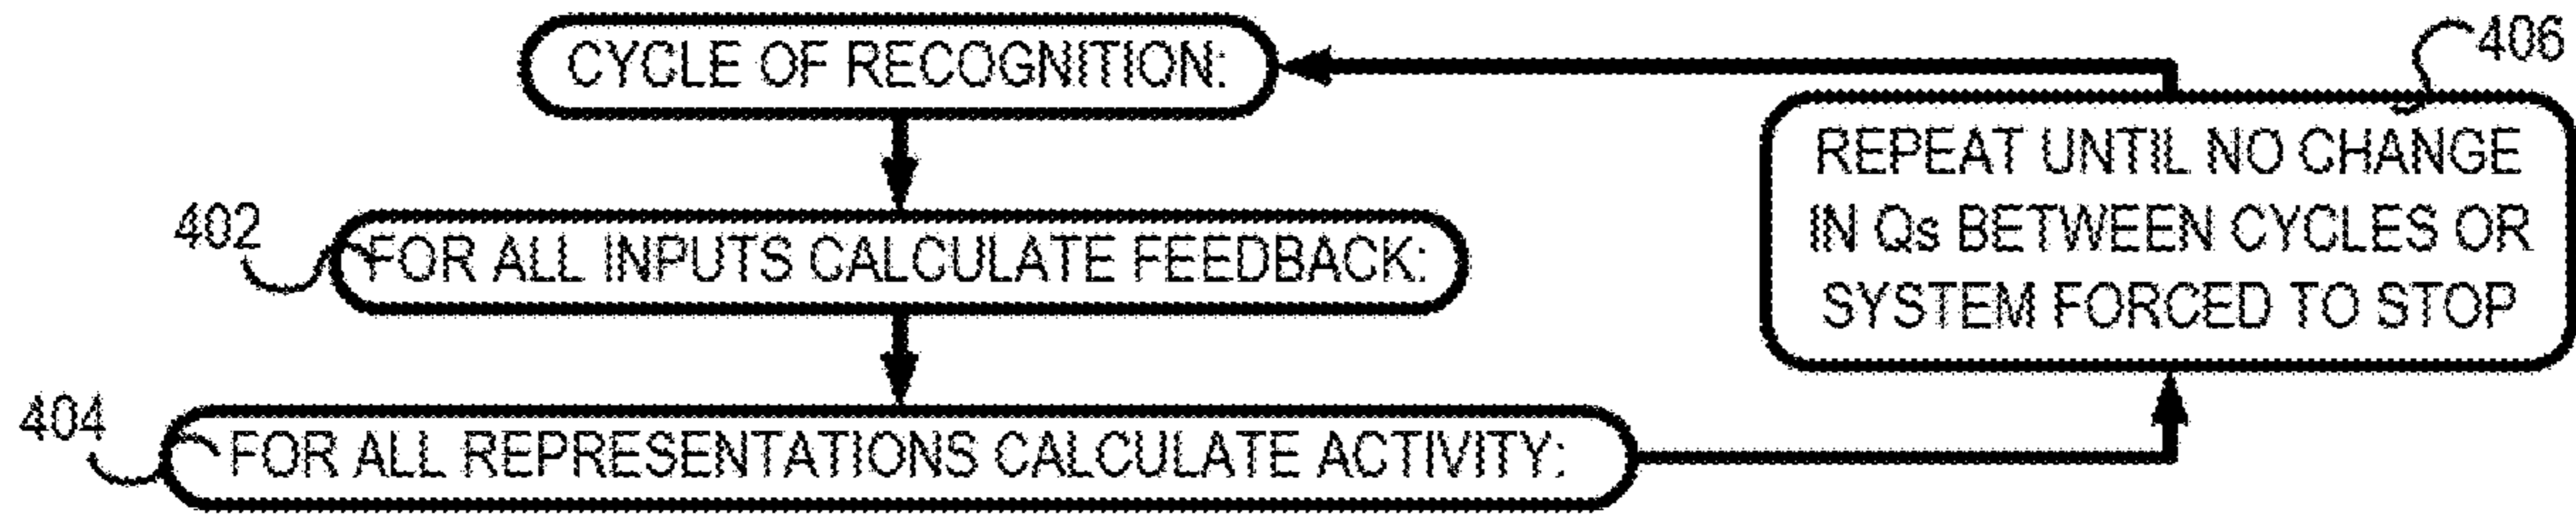 CYCLE OF RECOGNITION:
406
REPEAT UNTIL NO CHANGE
IN Qs BETWEEN CYCLES OR
SYSTEM FORCED TO STOP
402
FOR ALL INPUTS CALCULATE FEEDBACK:
404
FOR ALL REPRESENTATIONS CALCULATE ACTIVITY: